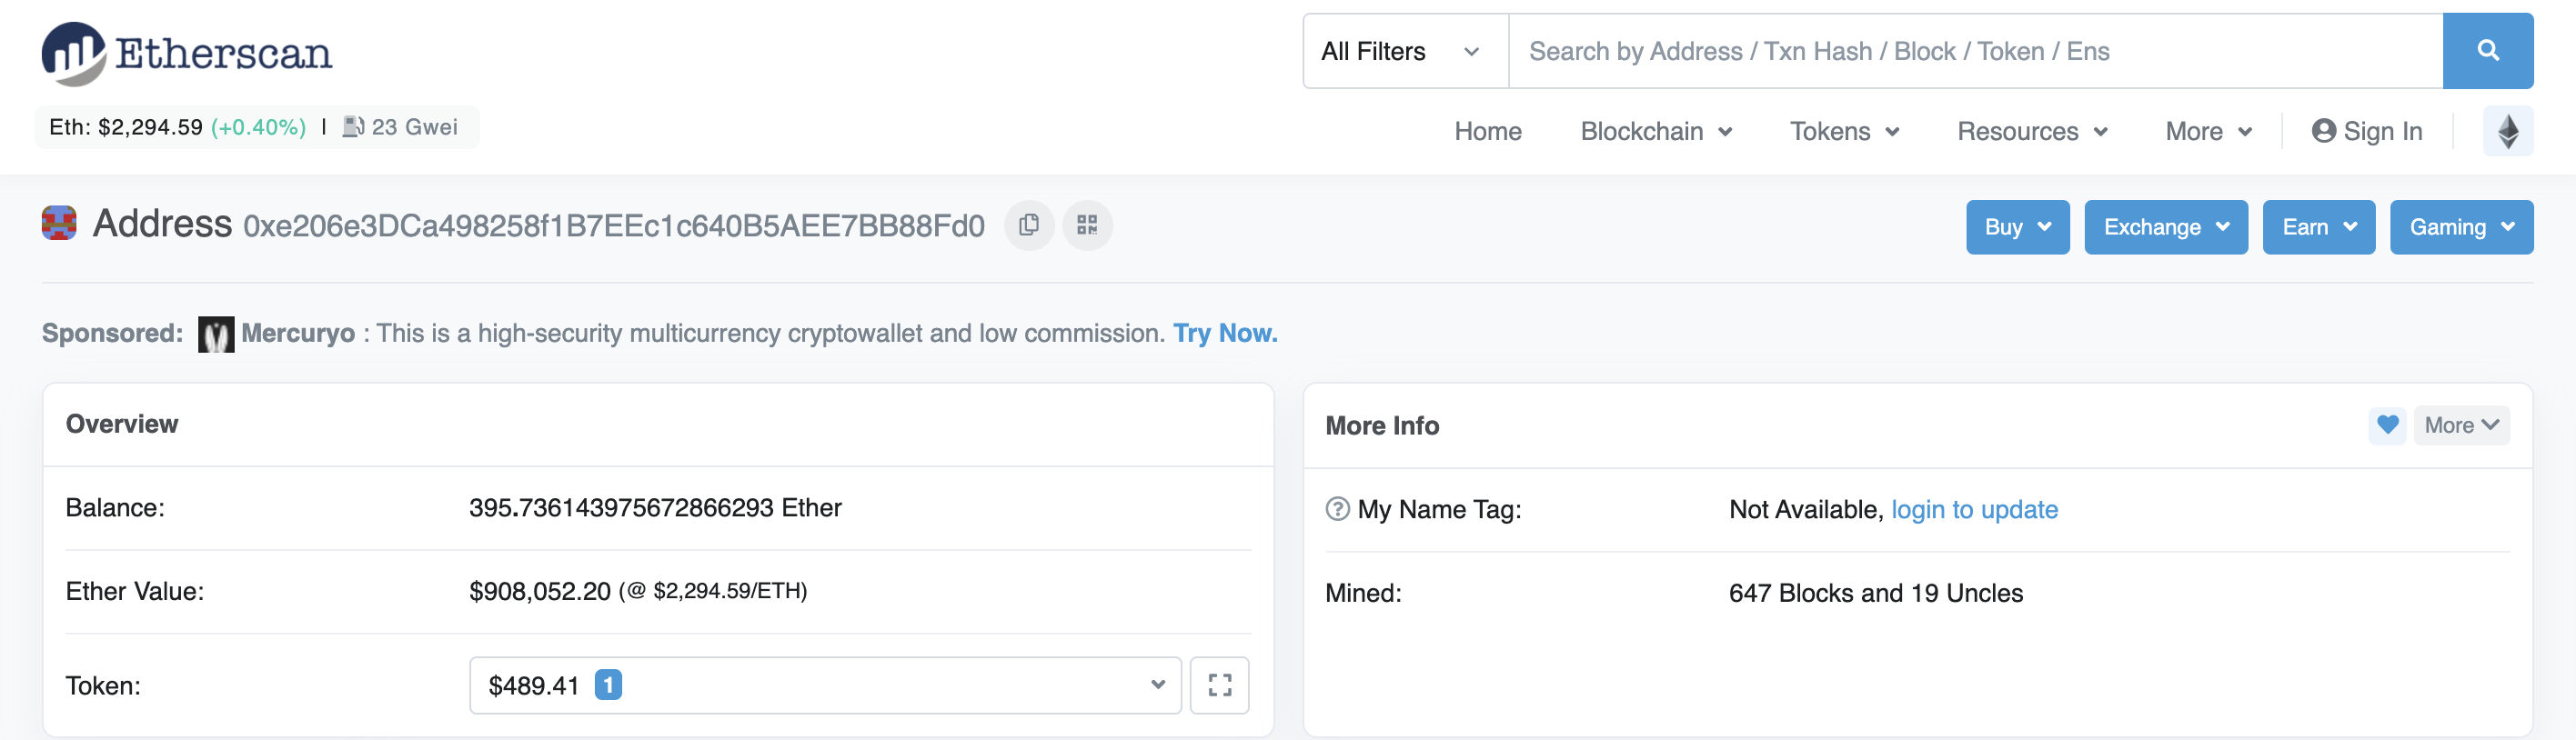 Etherscan
All Filters
Search by Address / Txn Hash / Block / Token / Ens
Eth: $2,294.59 (+0.40%) | 23 Gwei
Home Blockchain Tokens Resources More Sign In
Address 0xe206e3DCa498258f1B7EEc1c640B5AEE7BB88Fd0
Buy Exchange Earn Gaming
Sponsored: Mercuryo : This is a high-security multicurrency cryptowallet and low commission. Try Now.
Overview
Balance: 395.736143975672866293 Ether
Ether Value: $908,052.20 (@ $2,294.59/ETH)
Token: $489.41 1
More Info
More
My Name Tag: Not Available, login to update
Mined: 647 Blocks and 19 Uncles